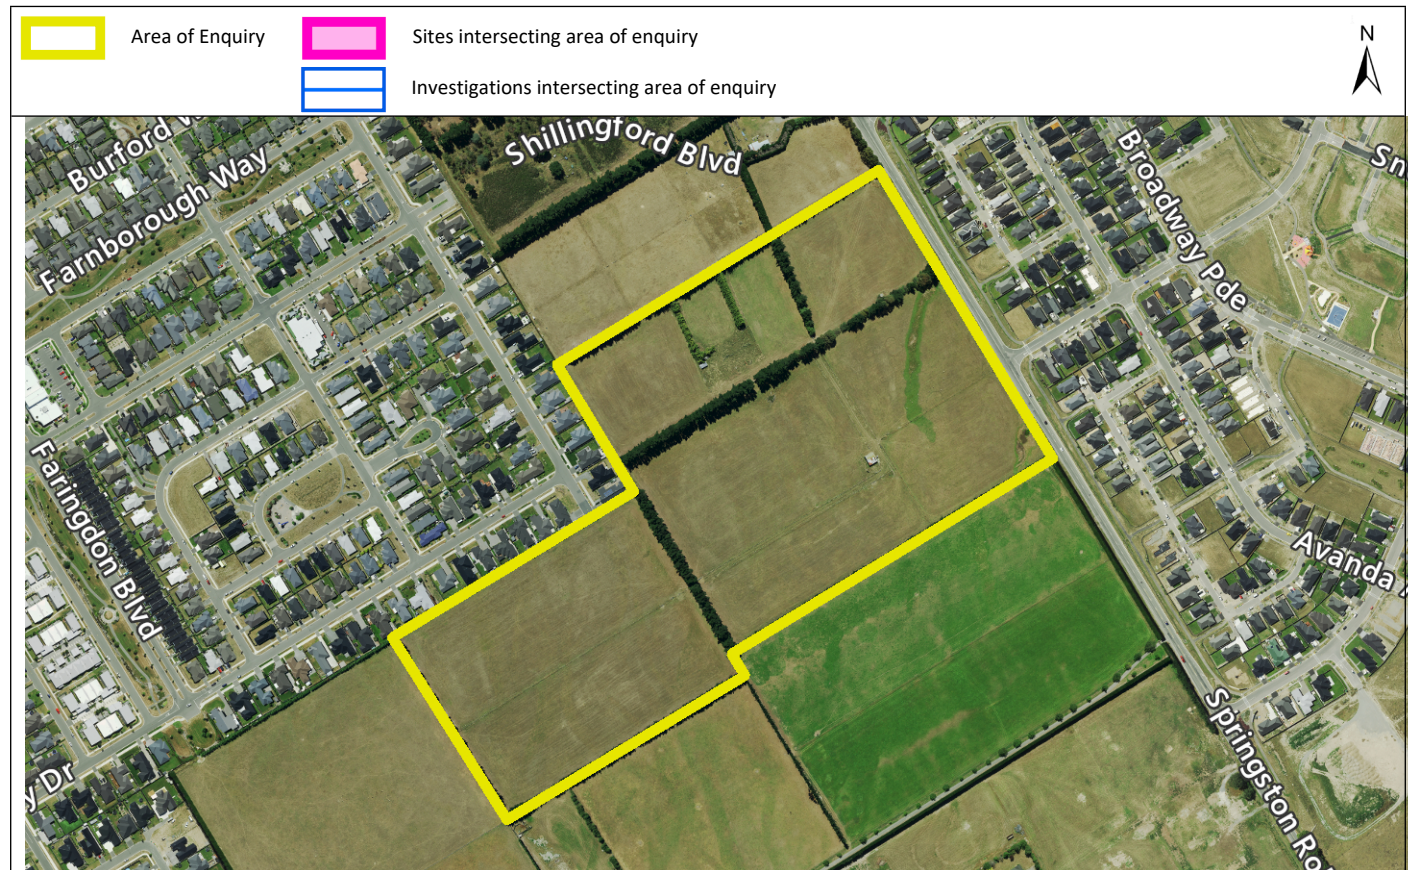 Area of Enquiry
Sites intersecting area of enquiry
N
Investigations intersecting area of enquiry
Shillingford Blvd
Burford
Farnborough Way
Broadway Pde
Faringdon Blvd
Avanda
Springston
Dr